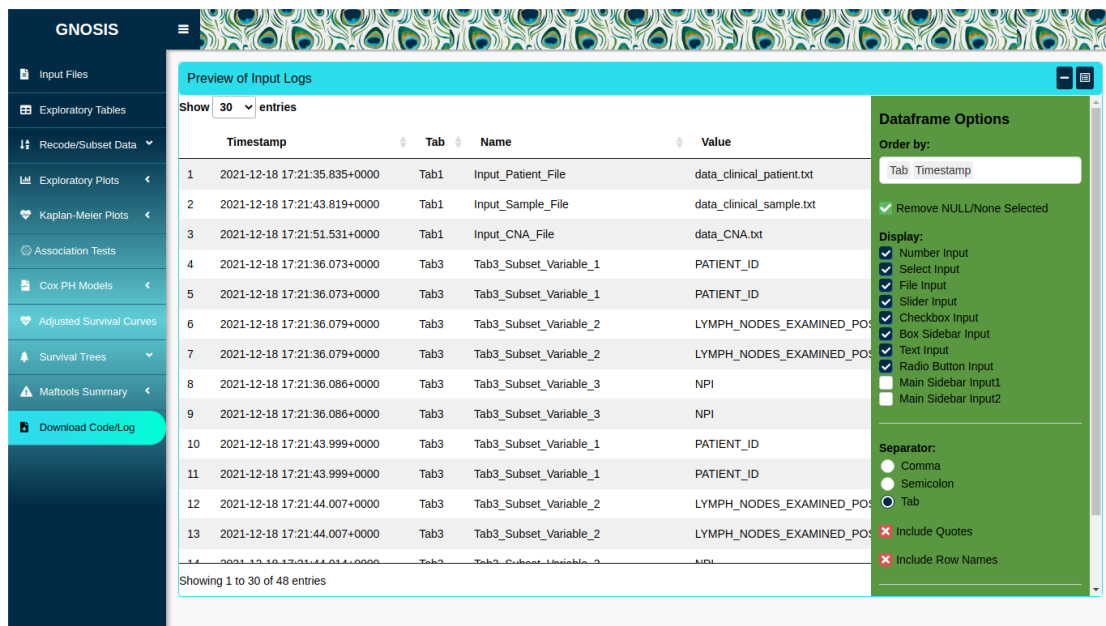 GNOSIS
Input Files
Exploratory Tables
Recode/Subset Data
Exploratory Plots
Kaplan-Meier Plots
Association Tests
Cox PH Models
Adjusted Survival Curves
Survival Trees
Maftools Summary
Download Code/Log
Preview of Input Logs
Show 30 entries
Timestamp Tab Name Value
1 2021-12-18 17:21:35.835+0000 Tab1 Input_Patient_File data_clinical_patient.txt
2 2021-12-18 17:21:43.819+0000 Tab1 Input_Sample_File data_clinical_sample.txt
3 2021-12-18 17:21:51.531+0000 Tab1 Input_CNA_File data_CNA.txt
4 2021-12-18 17:21:36.073+0000 Tab3 Tab3_Subset_Variable_1 PATIENT_ID
5 2021-12-18 17:21:36.073+0000 Tab3 Tab3_Subset_Variable_1 PATIENT_ID
6 2021-12-18 17:21:36.079+0000 Tab3 Tab3_Subset_Variable_2 LYMPH_NODES_EXAMINED_POS
7 2021-12-18 17:21:36.079+0000 Tab3 Tab3_Subset_Variable_2 LYMPH_NODES_EXAMINED_POS
8 2021-12-18 17:21:36.086+0000 Tab3 Tab3_Subset_Variable_3 NPI
9 2021-12-18 17:21:36.086+0000 Tab3 Tab3_Subset_Variable_3 NPI
10 2021-12-18 17:21:43.999+0000 Tab3 Tab3_Subset_Variable_1 PATIENT_ID
11 2021-12-18 17:21:43.999+0000 Tab3 Tab3_Subset_Variable_1 PATIENT_ID
12 2021-12-18 17:21:44.007+0000 Tab3 Tab3_Subset_Variable_2 LYMPH_NODES_EXAMINED_POS
13 2021-12-18 17:21:44.007+0000 Tab3 Tab3_Subset_Variable_2 LYMPH_NODES_EXAMINED_POS
14 2021-12-18 17:21:44.014+0000 Tab3 Tab3_Subset_Variable_3 NPI
Showing 1 to 30 of 48 entries
Dataframe Options
Order by:
Tab Timestamp
Remove NULL/None Selected
Display:
Number Input
Select Input
File Input
Slider Input
Checkbox Input
Box Sidebar Input
Text Input
Radio Button Input
Main Sidebar Input1
Main Sidebar Input2
Separator:
Comma
Semicolon
Tab
Include Quotes
Include Row Names